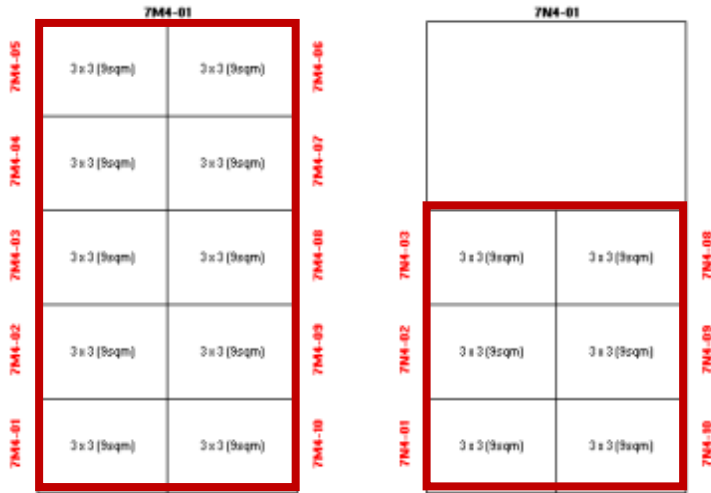 7M4-01
7N4-01
7M4-05
3 x 3 (9sqm)
3 x 3 (9sqm)
7M4-06
7M4-04
3 x 3 (9sqm)
3 x 3 (9sqm)
7M4-07
7M4-03
3 x 3 (9sqm)
3 x 3 (9sqm)
7M4-08
7N4-03
3 x 3 (9sqm)
3 x 3 (9sqm)
7N4-08
7M4-02
3 x 3 (9sqm)
3 x 3 (9sqm)
7M4-09
7N4-02
3 x 3 (9sqm)
3 x 3 (9sqm)
7N4-09
7M4-01
3 x 3 (9sqm)
3 x 3 (9sqm)
7M4-10
7N4-01
3 x 3 (9sqm)
3 x 3 (9sqm)
7N4-10